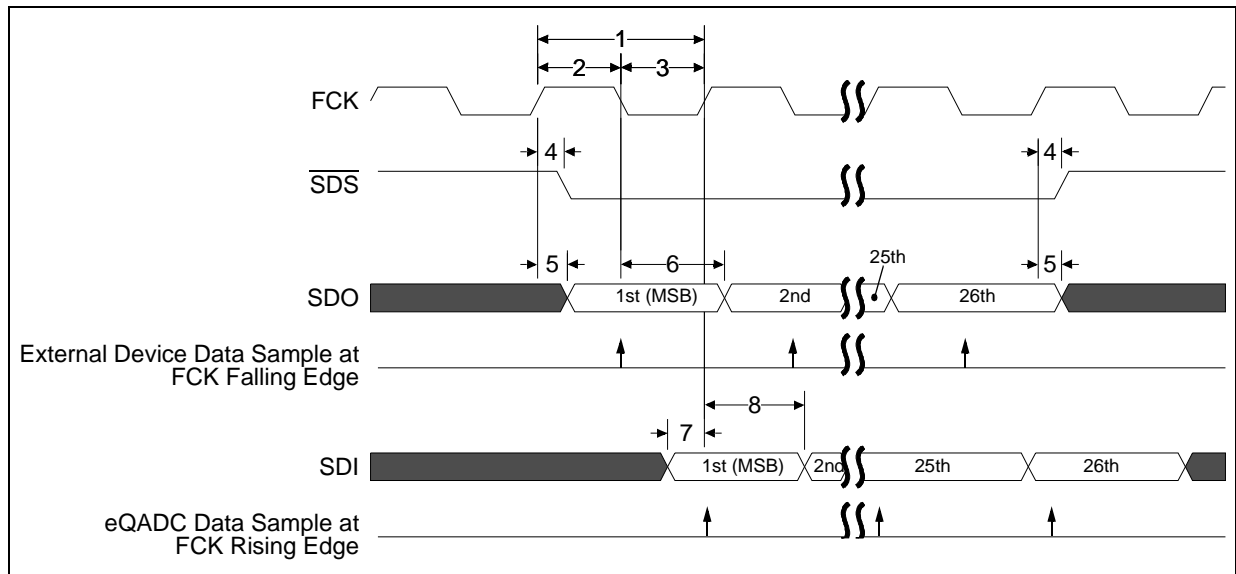 1
2 3
FCK
4 4
SDS
25th
5 6 5
SDO 1st (MSB) 2nd 26th
External Device Data Sample at
FCK Falling Edge
8
7
SDI 1st (MSB) 2nd 25th 26th
eQADC Data Sample at
FCK Rising Edge